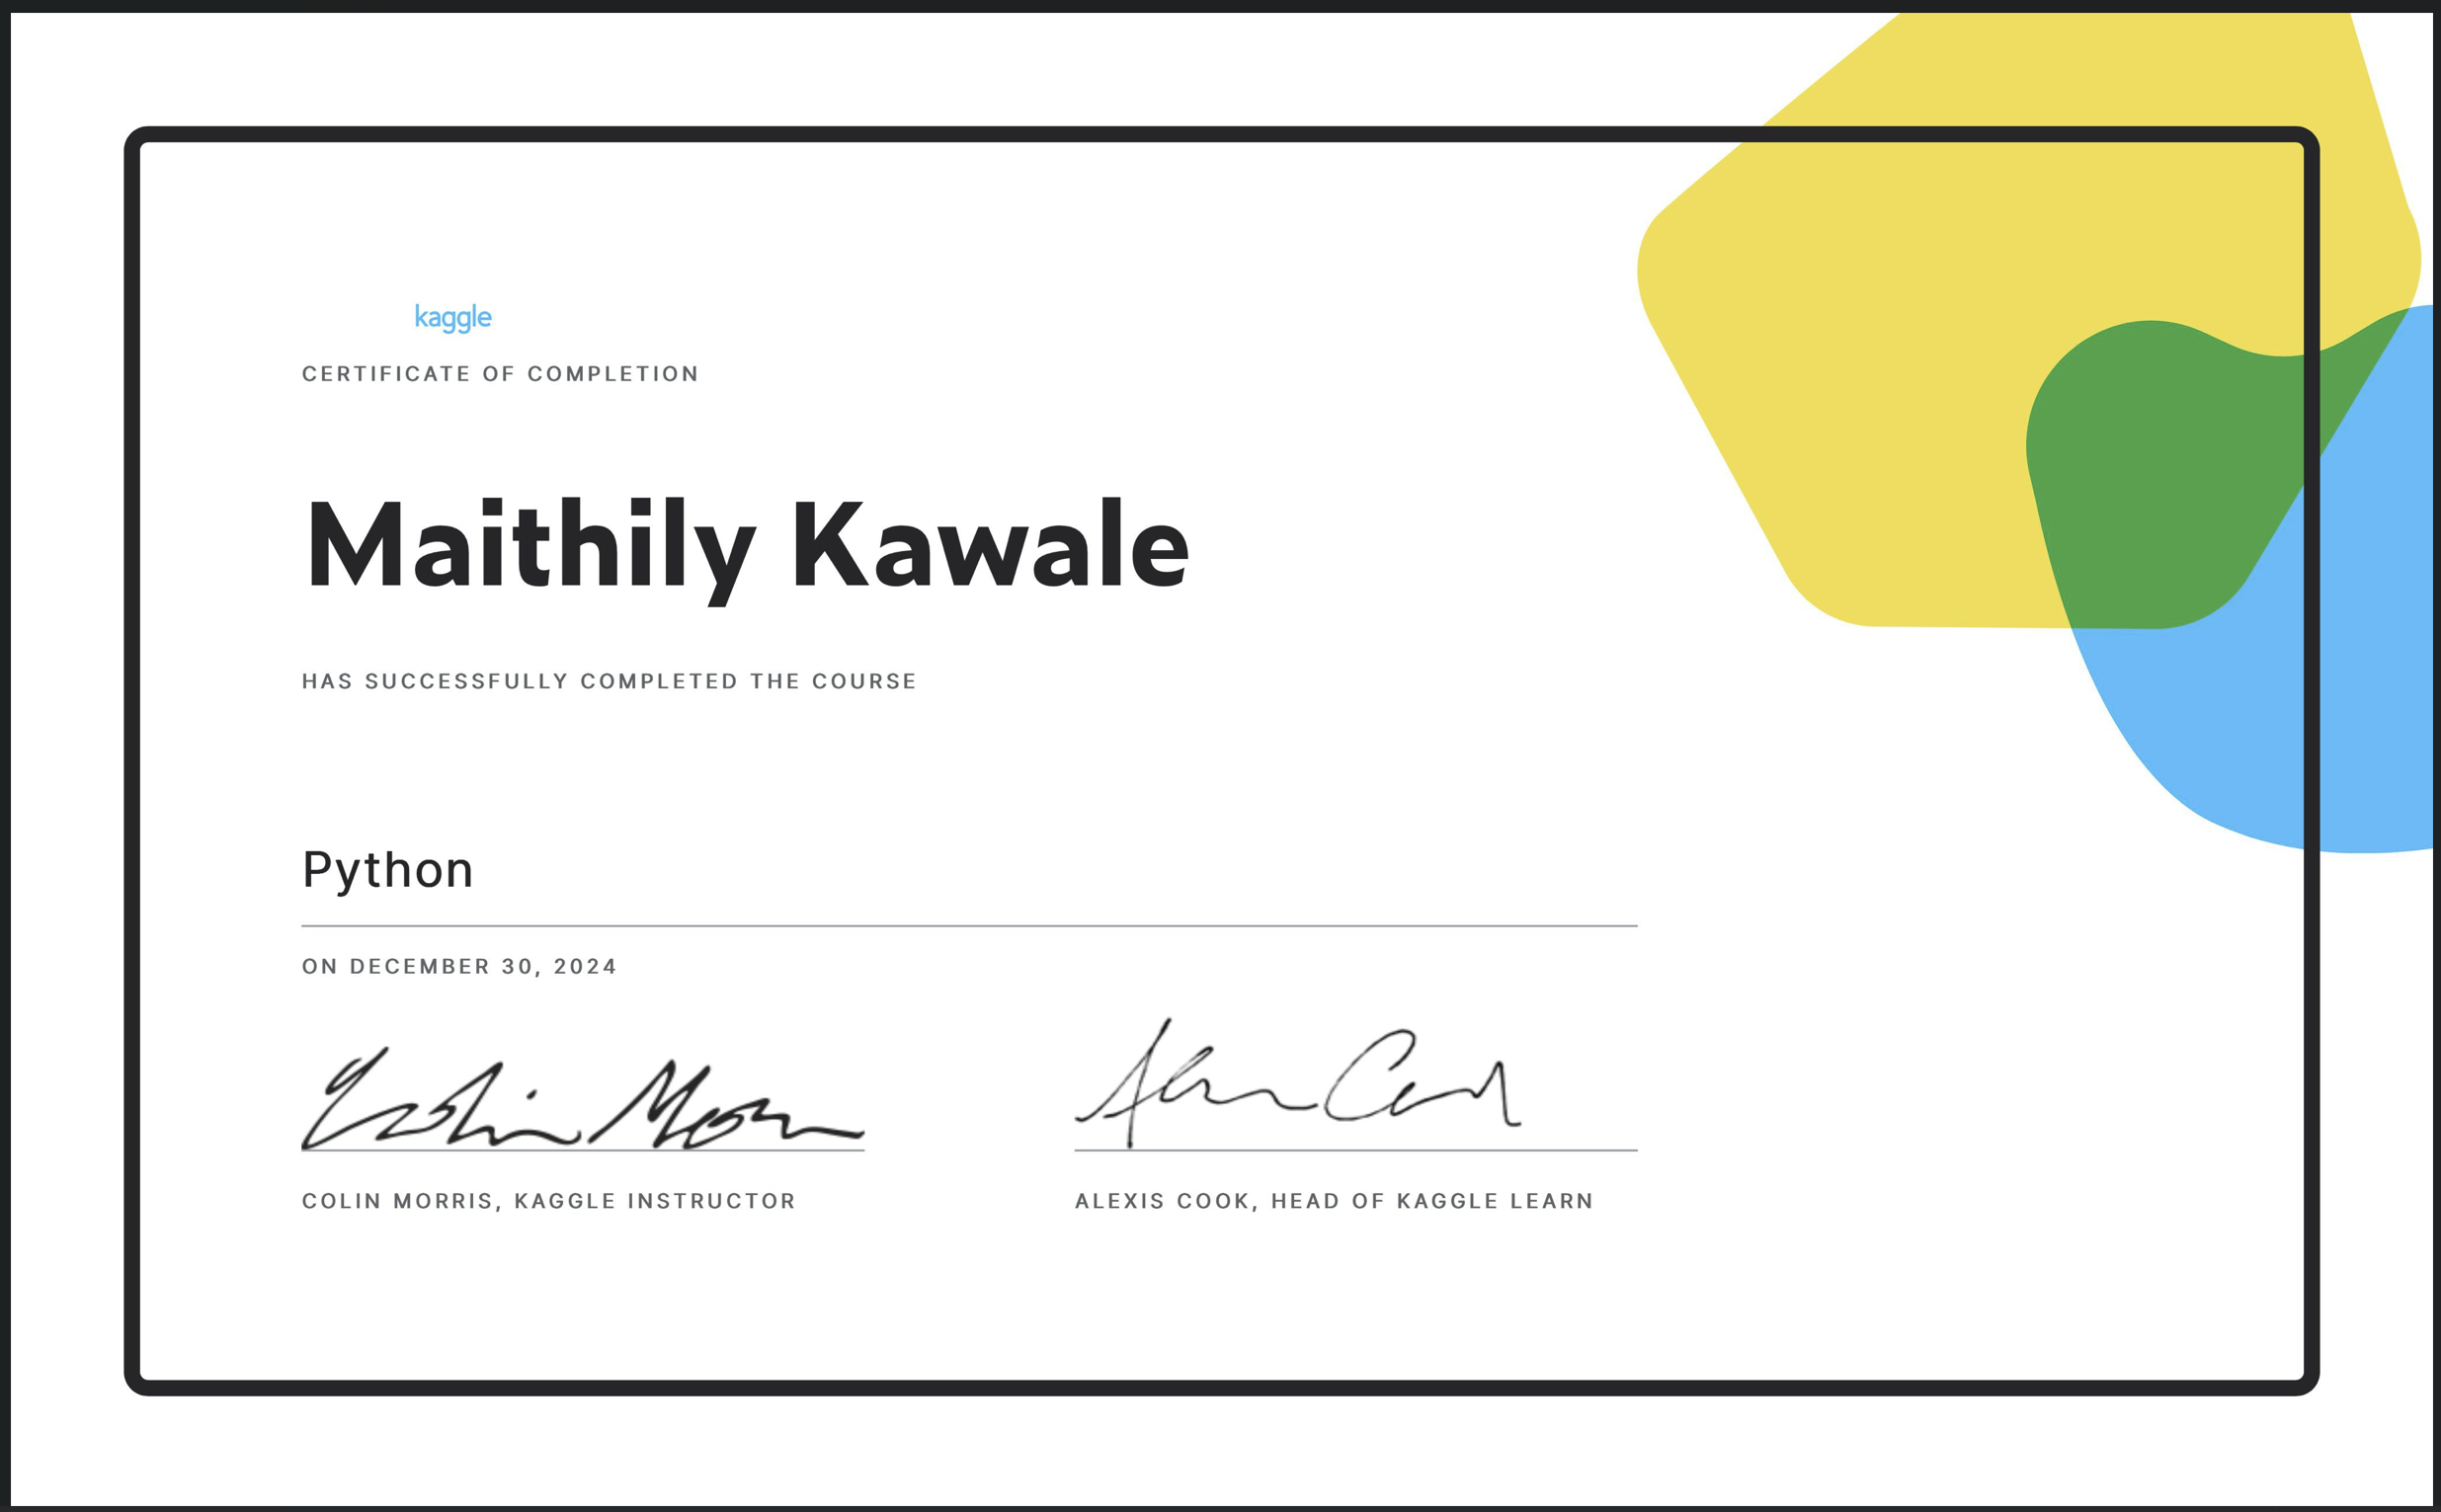 kaggle
CERTIFICATE OF COMPLETION
Maithily Kawale
HAS SUCCESSFULLY COMPLETED THE COURSE
Python
ON DECEMBER 30, 2024
COLIN MORRIS, KAGGLE INSTRUCTOR
ALEXIS COOK, HEAD OF KAGGLE LEARN